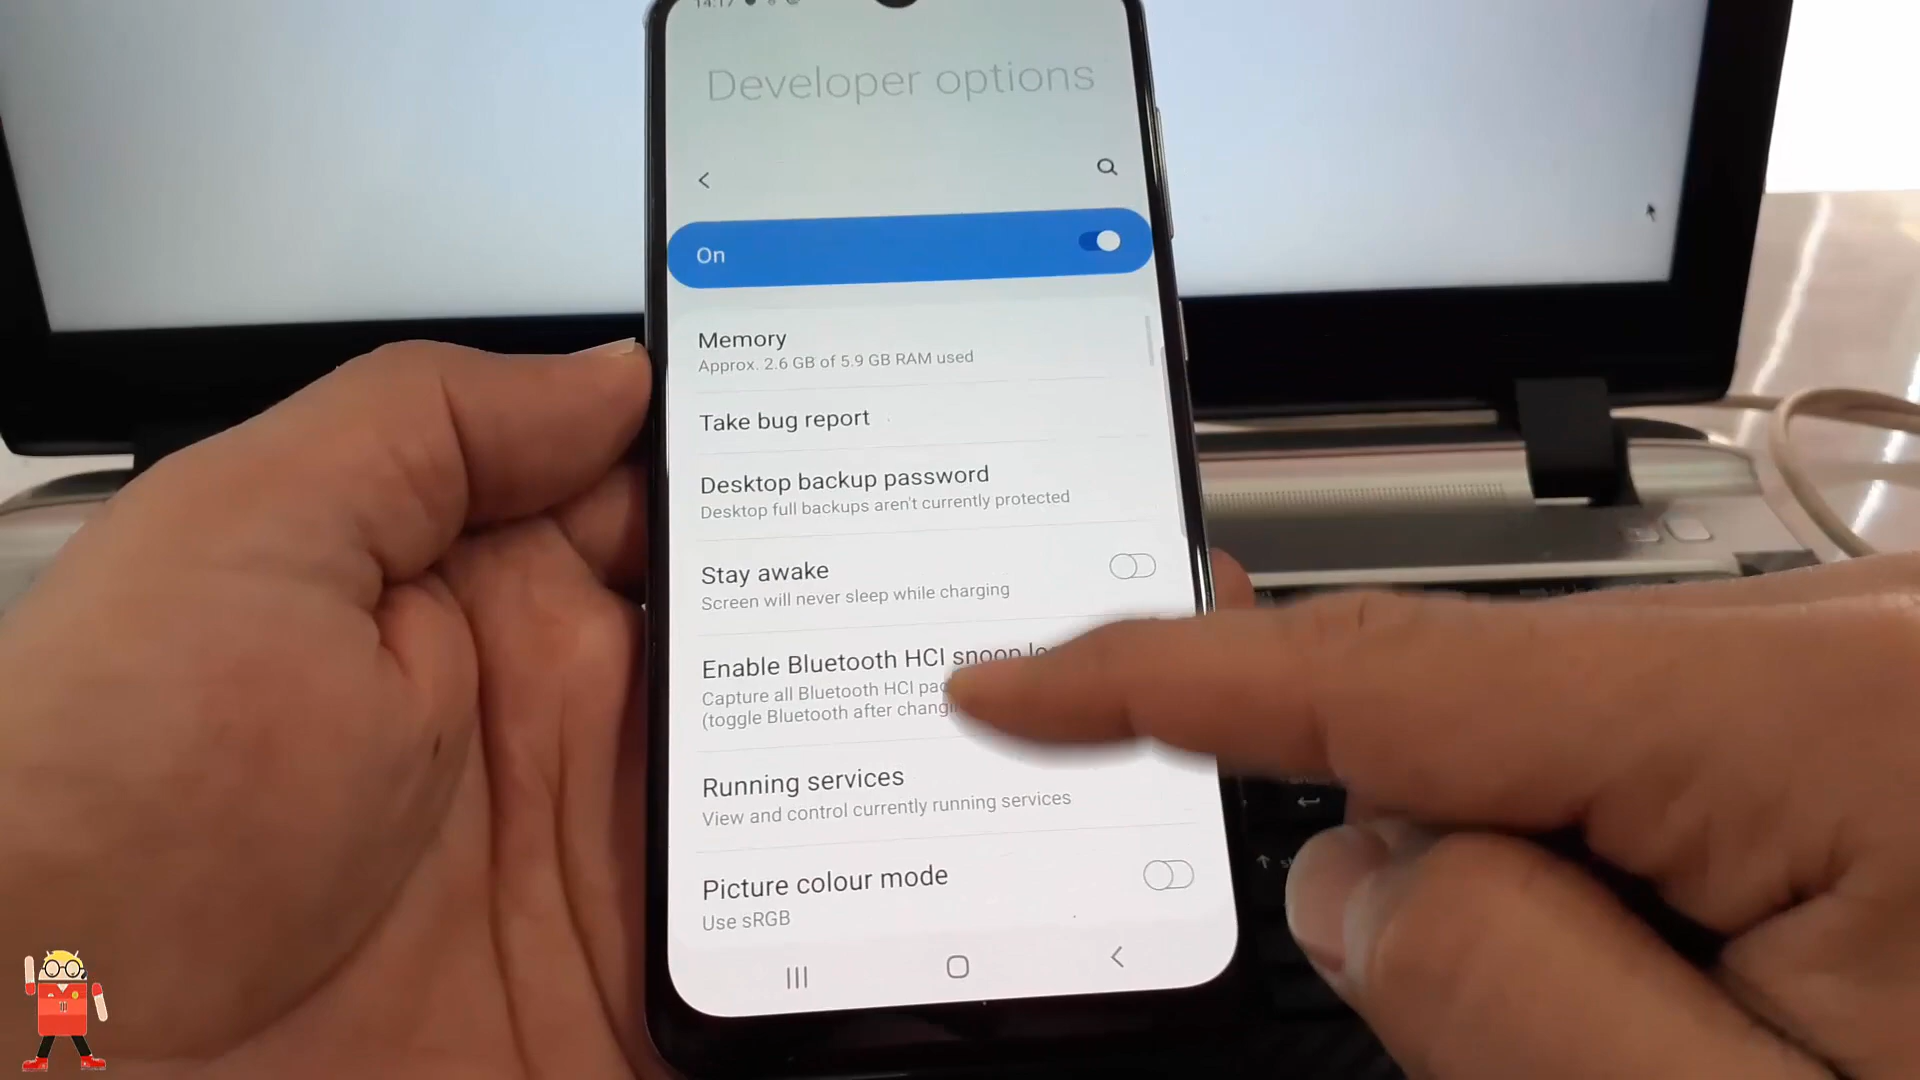 14:17
Developer options
On
Memory
Approx. 2.6 GB of 5.9 GB RAM used
Take bug report
Desktop backup password
Desktop full backups aren't currently protected
Stay awake
Screen will never sleep while charging
Enable Bluetooth HCI snoop
Capture all Bluetooth HCI
(toggle Bluetooth after
Running services
View and control currently running services
Picture colour mode
Use sRGB